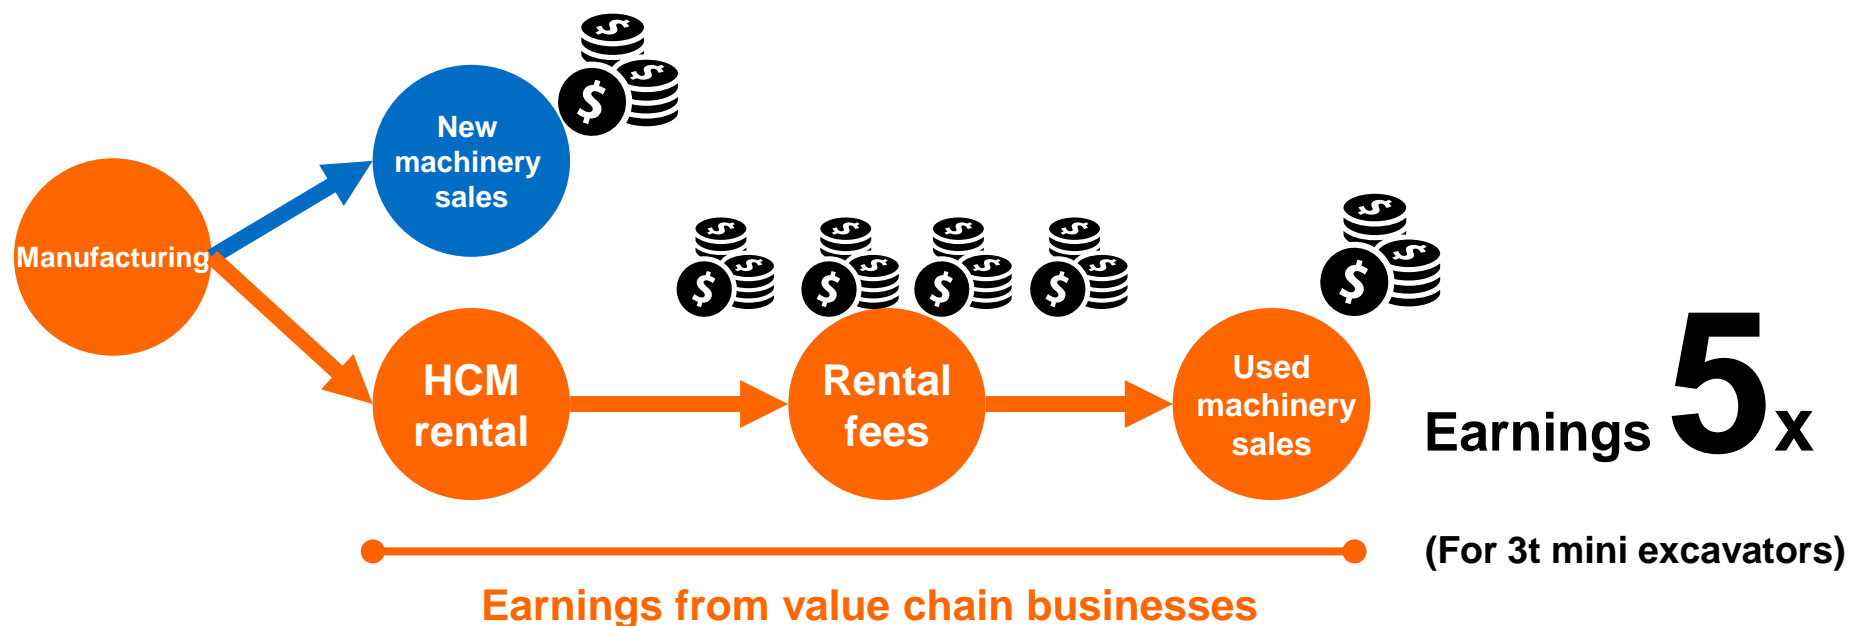 New
machinery
sales
Manufacturing
HCM
rental
Rental
fees
Used
machinery
sales
Earnings 5x
(For 3t mini excavators)
Earnings from value chain businesses